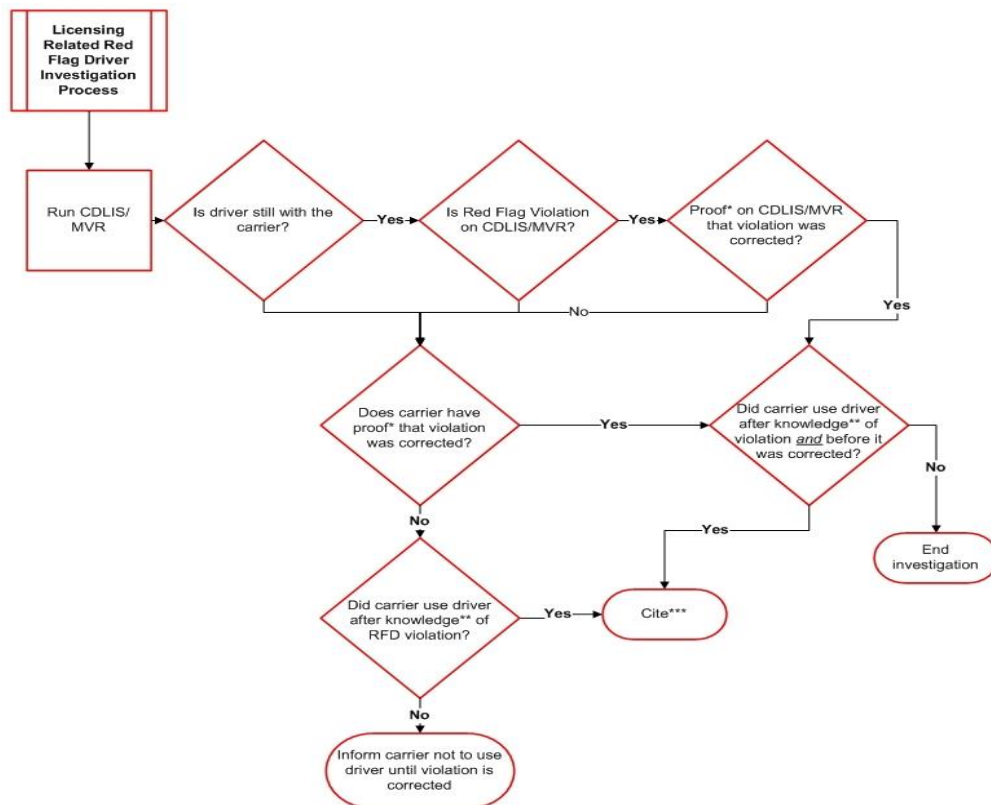 Licensing
Related Red
Flag Driver
Investigation
Process
Run CDLIS/
MVR
Is driver still with the
carrier?
Yes
Is Red Flag Violation
on CDLIS/MVR?
Yes
Proof* on CDLIS/MVR
that violation was
corrected?
Yes
No
Does carrier have
proof* that violation
was corrected?
Yes
Did carrier use driver
after knowledge** of
violation and before it
was corrected?
No
No
Yes
End
investigation
Did carrier use driver
after knowledge** of
RFD violation?
Yes
Cite***
No
Inform carrier not to use
driver until violation is
corrected